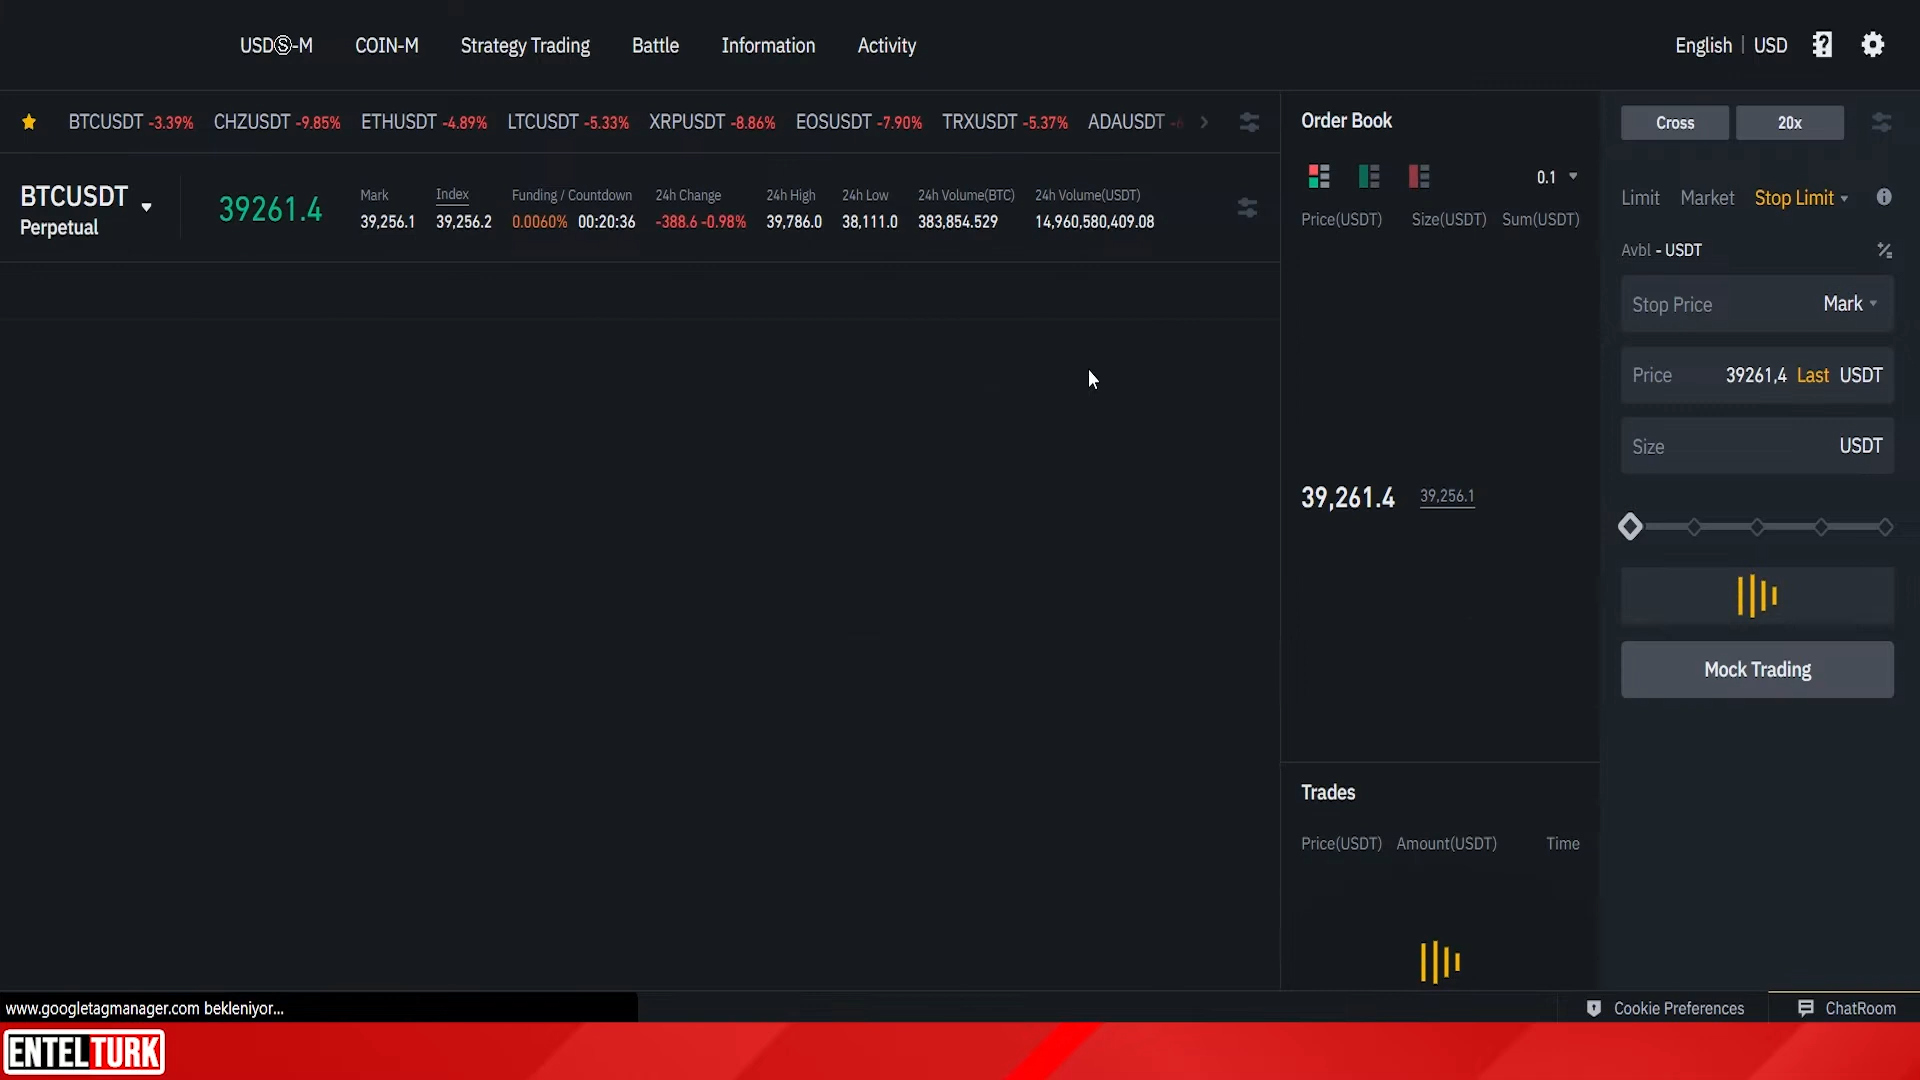 USDⓈ-M COIN-M Strategy Trading Battle Information Activity English USD
BTCUSDT -3.39% CHZUSDT -9.85% ETHUSDT -4.89% LTCUSDT -5.33% XRPUSDT -8.86% EOSUSDT -7.90% TRXUSDT -5.37% ADAUSDT
BTCUSDT
Perpetual
39261.4
Mark
39,256.1
Index
39,256.2
Funding / Countdown
0.0060% 00:20:36
24h Change
-388.6 -0.98%
24h High
39,786.0
24h Low
38,111.0
24h Volume(BTC)
383,854.529
24h Volume(USDT)
14,960,580,409.08
Order Book
0.1
Price(USDT) Size(USDT) Sum(USDT)
39,261.4 39,256.1
Trades
Price(USDT) Amount(USDT) Time
Cross 20x
Limit Market Stop Limit
Avbl - USDT
Stop Price Mark
Price 39261,4 Last USDT
Size USDT
Mock Trading
www.googletagmanager.com bekleniyor...
Cookie Preferences ChatRoom
ENTELTURK